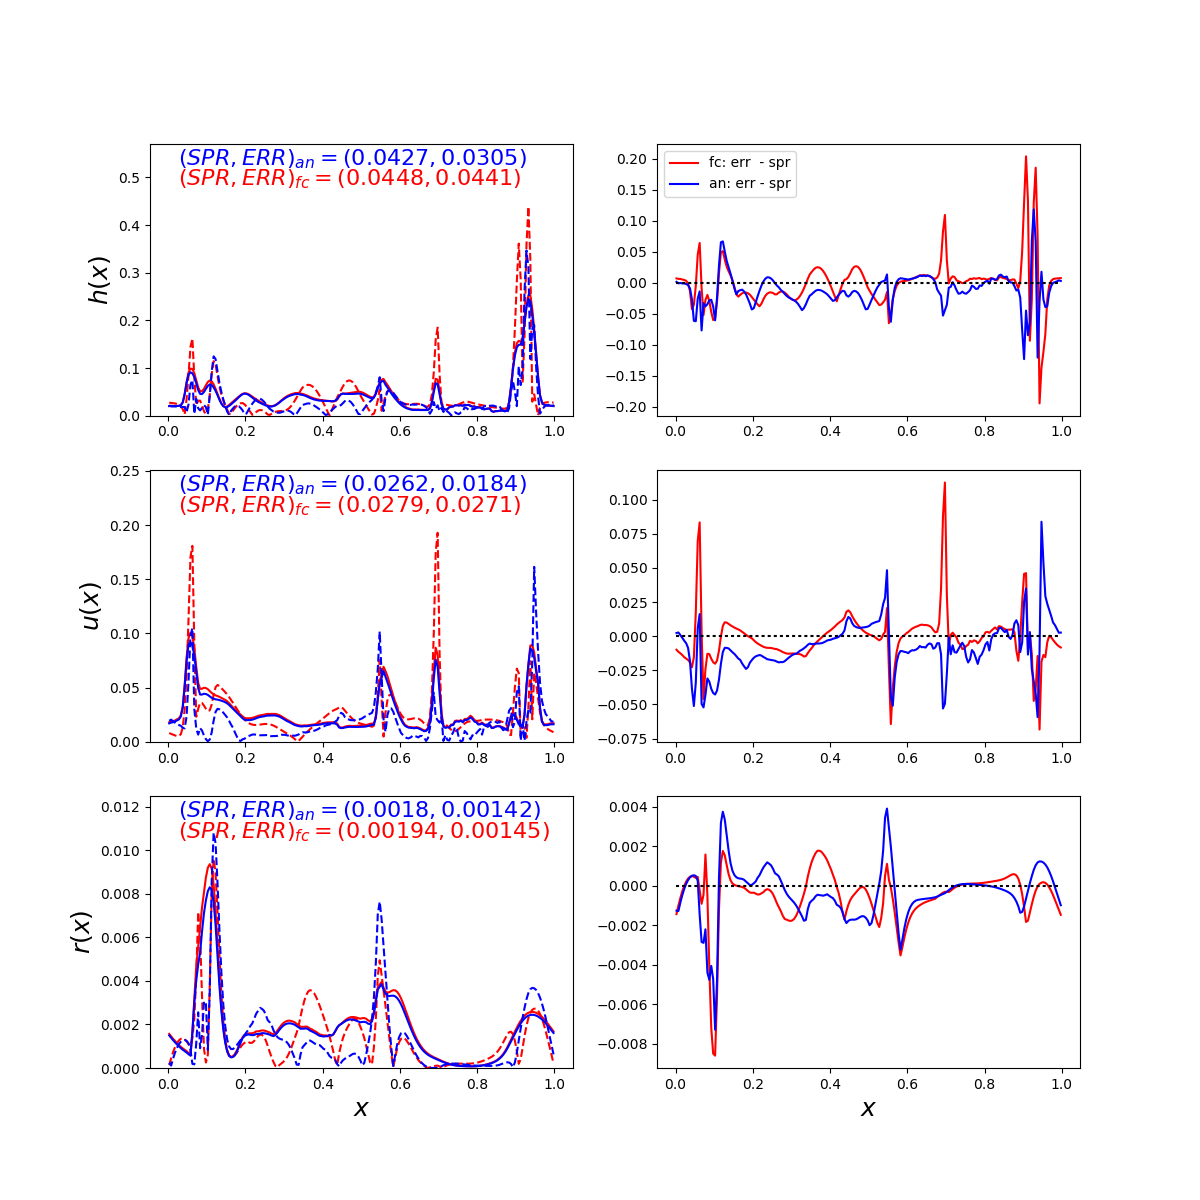 (SPR, ERR)an = (0.0427, 0.0305)
(SPR, ERR)fc = (0.0448, 0.0441)
h(x)
0.5
0.4
0.3
0.2
0.1
0.0
0.0 0.2 0.4 0.6 0.8 1.0
fc: err - spr
an: err - spr
0.20
0.15
0.10
0.05
0.00
−0.05
−0.10
−0.15
−0.20
0.0 0.2 0.4 0.6 0.8 1.0
(SPR, ERR)an = (0.0262, 0.0184)
(SPR, ERR)fc = (0.0279, 0.0271)
u(x)
0.25
0.20
0.15
0.10
0.05
0.00
0.0 0.2 0.4 0.6 0.8 1.0
0.100
0.075
0.050
0.025
0.000
−0.025
−0.050
−0.075
0.0 0.2 0.4 0.6 0.8 1.0
(SPR, ERR)an = (0.0018, 0.00142)
(SPR, ERR)fc = (0.00194, 0.00145)
r(x)
0.012
0.010
0.008
0.006
0.004
0.002
0.000
0.0 0.2 0.4 0.6 0.8 1.0
x
0.004
0.002
0.000
−0.002
−0.004
−0.006
−0.008
0.0 0.2 0.4 0.6 0.8 1.0
x